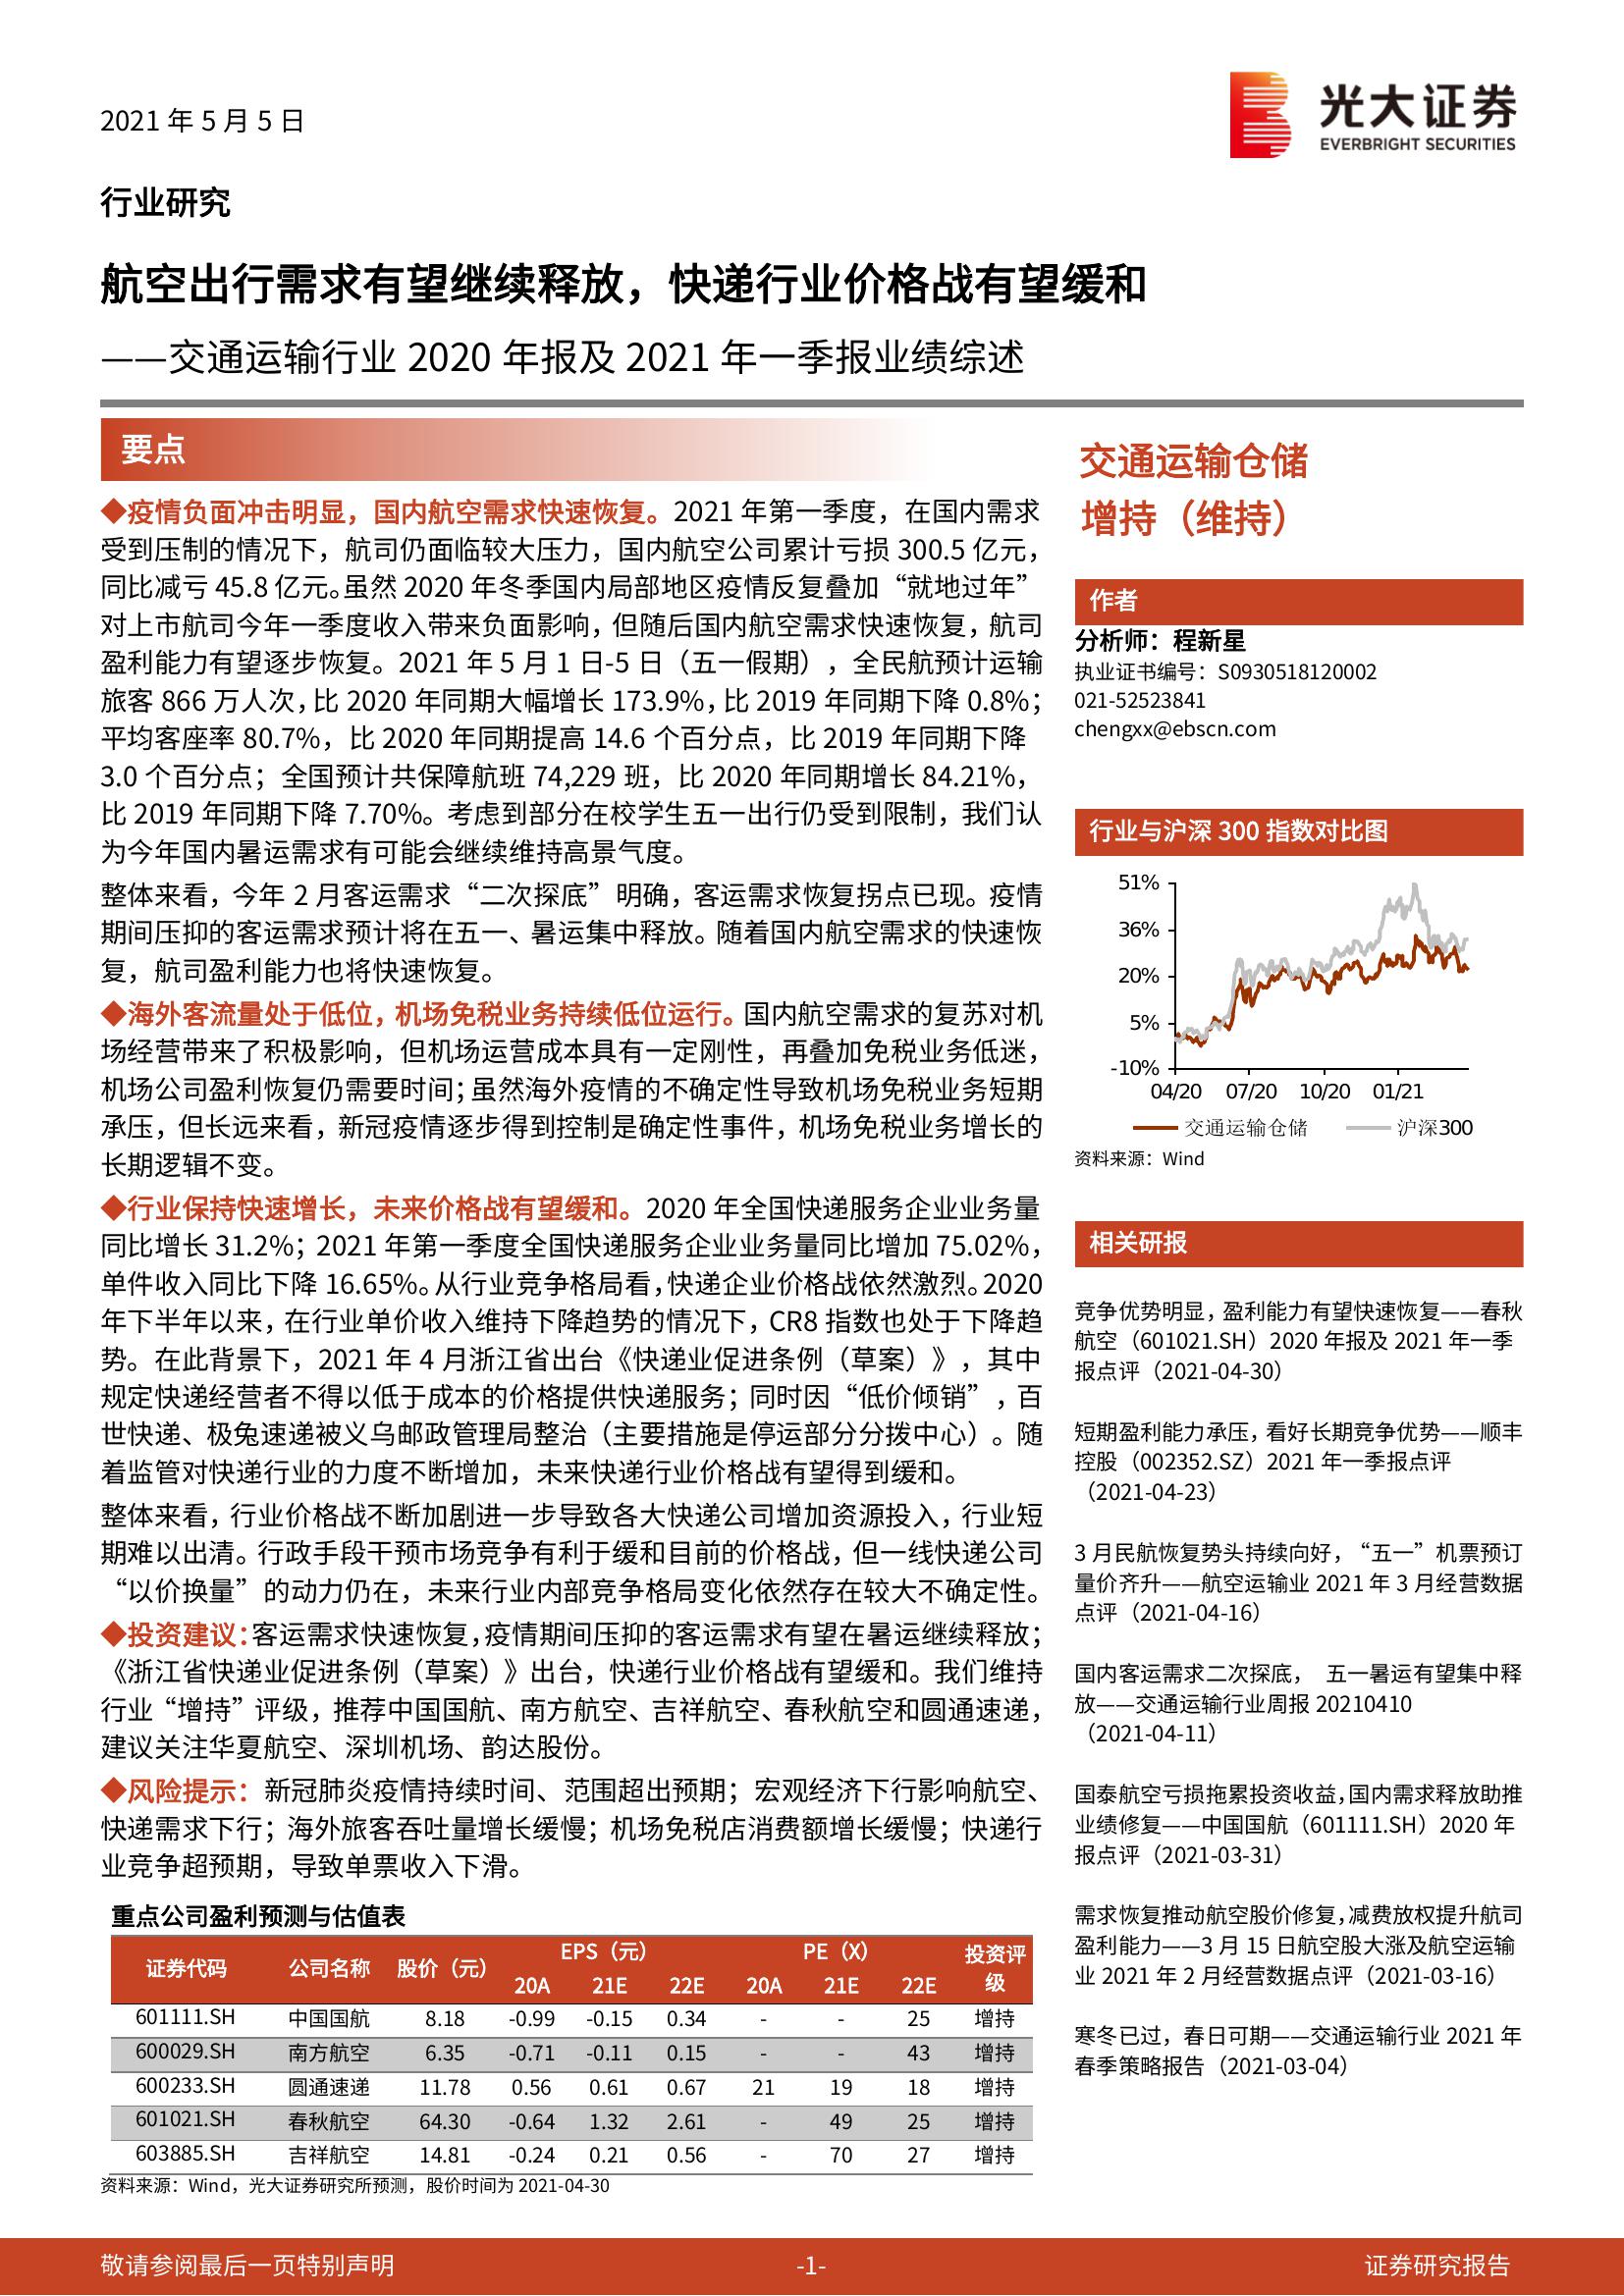 2021 年 5 月 5 日
光大证券
EVERBRIGHT SECURITIES
行业研究
航空出行需求有望继续释放，快递行业价格战有望缓和
——交通运输行业 2020 年报及 2021 年一季报业绩综述
要点
◆疫情负面冲击明显，国内航空需求快速恢复。2021 年第一季度，在国内需求
受到压制的情况下，航司仍面临较大压力，国内航空公司累计亏损 300.5 亿元，
同比减亏 45.8 亿元。虽然 2020 年冬季国内局部地区疫情反复叠加“就地过年”
对上市航司今年一季度收入带来负面影响，但随后国内航空需求快速恢复，航司
盈利能力有望逐步恢复。2021 年 5 月 1 日-5 日（五一假期），全民航预计运输
旅客 866 万人次，比 2020 年同期大幅增长 173.9%，比 2019 年同期下降 0.8%；
平均客座率 80.7%，比 2020 年同期提高 14.6 个百分点，比 2019 年同期下降
3.0 个百分点；全国预计共保障航班 74,229 班，比 2020 年同期增长 84.21%，
比 2019 年同期下降 7.70%。考虑到部分在校学生五一出行仍受到限制，我们认
为今年国内暑运需求有可能会继续维持高景气度。
整体来看，今年 2 月客运需求“二次探底”明确，客运需求恢复拐点已现。疫情
期间压抑的客运需求预计将在五一、暑运集中释放。随着国内航空需求的快速恢
复，航司盈利能力也将快速恢复。
◆海外客流量处于低位，机场免税业务持续低位运行。国内航空需求的复苏对机
场经营带来了积极影响，但机场运营成本具有一定刚性，再叠加免税业务低迷，
机场公司盈利恢复仍需要时间；虽然海外疫情的不确定性导致机场免税业务短期
承压，但长远来看，新冠疫情逐步得到控制是确定性事件，机场免税业务增长的
长期逻辑不变。
◆行业保持快速增长，未来价格战有望缓和。2020 年全国快递服务企业业务量
同比增长 31.2%；2021 年第一季度全国快递服务企业业务量同比增加 75.02%，
单件收入同比下降 16.65%。从行业竞争格局看，快递企业价格战依然激烈。2020
年下半年以来，在行业单价收入维持下降趋势的情况下，CR8 指数也处于下降趋
势。在此背景下，2021 年 4 月浙江省出台《快递业促进条例（草案）》，其中
规定快递经营者不得以低于成本的价格提供快递服务；同时因“低价倾销”，百
世快递、极兔速递被义乌邮政管理局整治（主要措施是停运部分分拨中心）。随
着监管对快递行业的力度不断增加，未来快递行业价格战有望得到缓和。
整体来看，行业价格战不断加剧进一步导致各大快递公司增加资源投入，行业短
期难以出清。行政手段干预市场竞争有利于缓和目前的价格战，但一线快递公司
“以价换量”的动力仍在，未来行业内部竞争格局变化依然存在较大不确定性。
◆投资建议：客运需求快速恢复，疫情期间压抑的客运需求有望在暑运继续释放；
《浙江省快递业促进条例（草案）》出台，快递行业价格战有望缓和。我们维持
行业“增持”评级，推荐中国国航、南方航空、吉祥航空、春秋航空和圆通速递，
建议关注华夏航空、深圳机场、韵达股份。
◆风险提示：新冠肺炎疫情持续时间、范围超出预期；宏观经济下行影响航空、
快递需求下行；海外旅客吞吐量增长缓慢；机场免税店消费额增长缓慢；快递行
业竞争超预期，导致单票收入下滑。
重点公司盈利预测与估值表
证券代码 公司名称 股价（元） EPS（元） PE（X） 投资评级
20A 21E 22E 20A 21E 22E
601111.SH 中国国航 8.18 -0.99 -0.15 0.34 - - 25 增持
600029.SH 南方航空 6.35 -0.71 -0.11 0.15 - - 43 增持
600233.SH 圆通速递 11.78 0.56 0.61 0.67 21 19 18 增持
601021.SH 春秋航空 64.30 -0.64 1.32 2.61 - 49 25 增持
603885.SH 吉祥航空 14.81 -0.24 0.21 0.56 - 70 27 增持
资料来源：Wind，光大证券研究所预测，股价时间为 2021-04-30
交通运输仓储
增持（维持）
作者
分析师：程新星
执业证书编号：S0930518120002
021-52523841
chengxx@ebscn.com
行业与沪深 300 指数对比图
51%
36%
20%
5%
-10%
04/20 07/20 10/20 01/21
交通运输仓储 沪深300
资料来源：Wind
相关研报
竞争优势明显，盈利能力有望快速恢复——春秋
航空（601021.SH）2020 年报及 2021 年一季
报点评（2021-04-30）
短期盈利能力承压，看好长期竞争优势——顺丰
控股（002352.SZ）2021 年一季报点评
（2021-04-23）
3 月民航恢复势头持续向好，“五一”机票预订
量价齐升——航空运输业 2021 年 3 月经营数据
点评（2021-04-16）
国内客运需求二次探底， 五一暑运有望集中释
放——交通运输行业周报 20210410
（2021-04-11）
国泰航空亏损拖累投资收益，国内需求释放助推
业绩修复——中国国航（601111.SH）2020 年
报点评（2021-03-31）
需求恢复推动航空股价修复，减费放权提升航司
盈利能力——3 月 15 日航空股大涨及航空运输
业 2021 年 2 月经营数据点评（2021-03-16）
寒冬已过，春日可期——交通运输行业 2021 年
春季策略报告（2021-03-04）
敬请参阅最后一页特别声明
-1-
证券研究报告